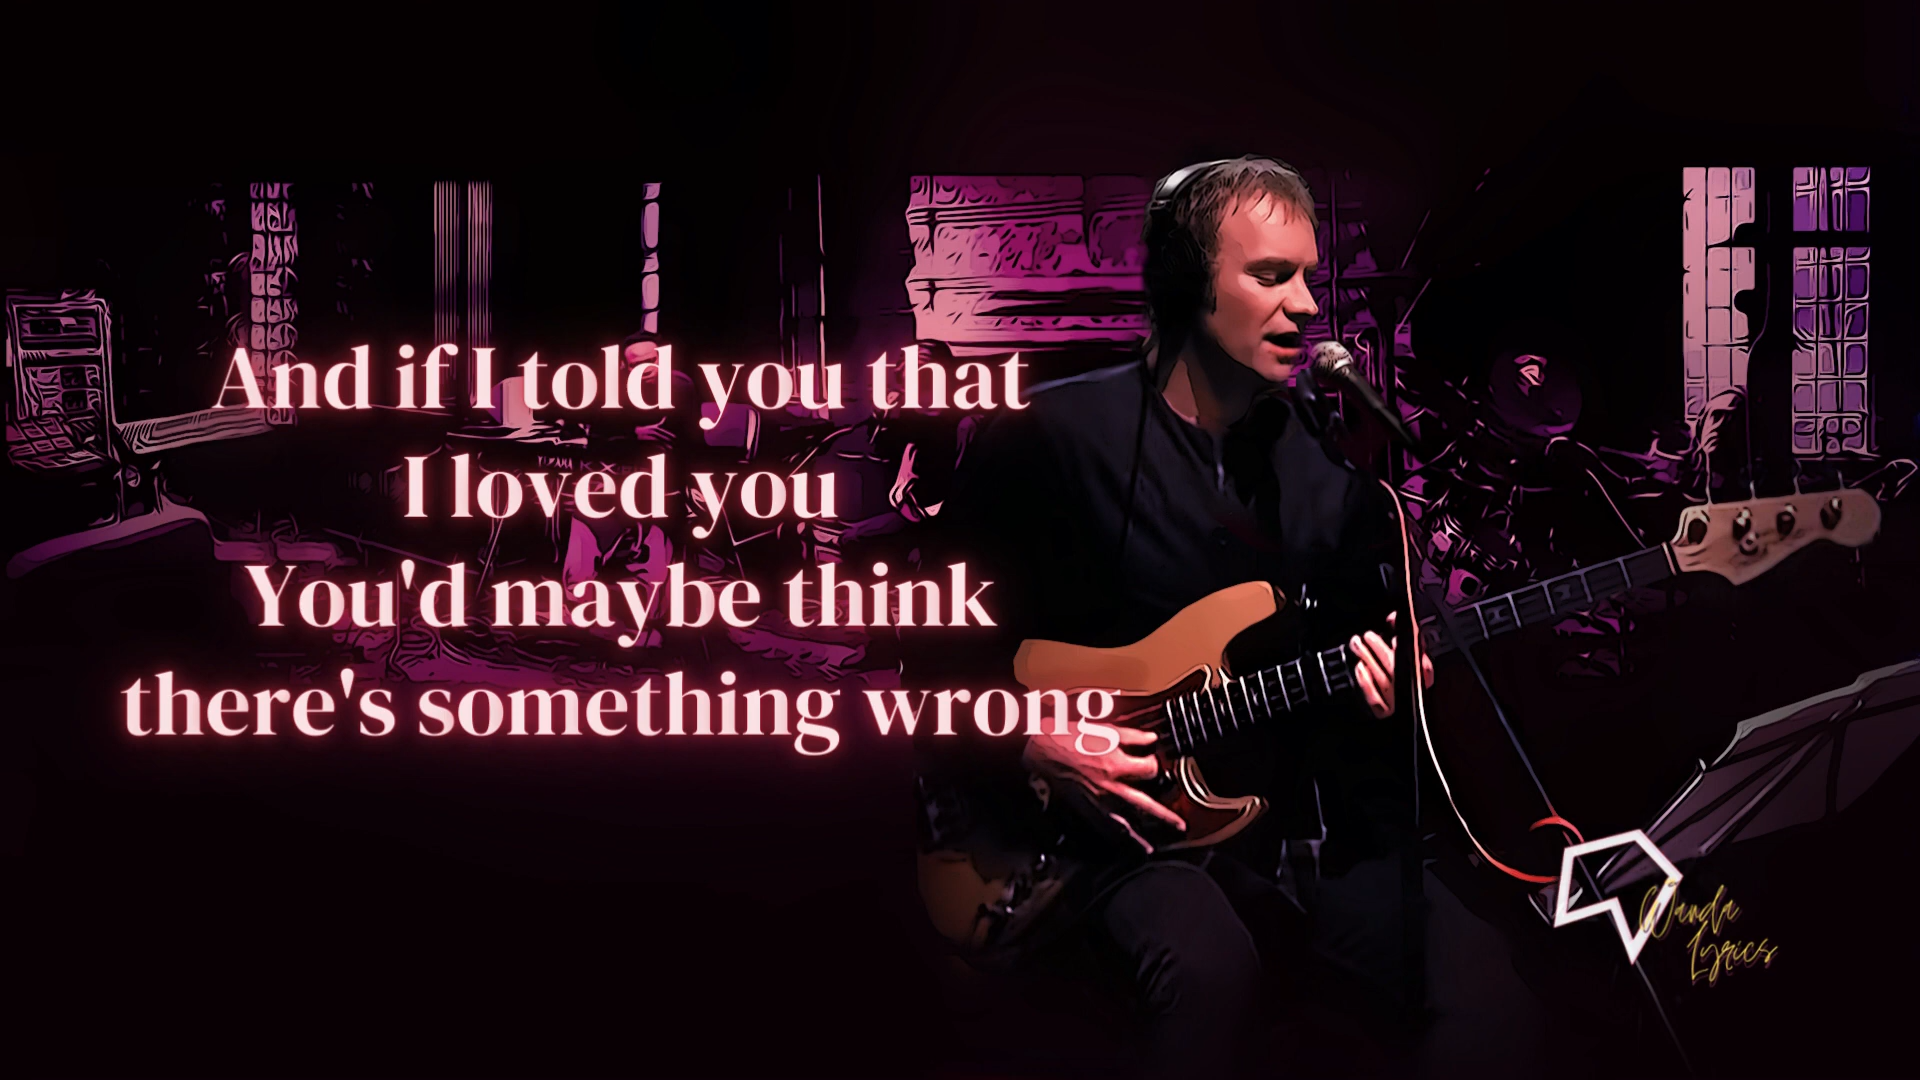 And if I told you that
I loved you
You'd maybe think
there's something wrong
Wanda
Lyrics